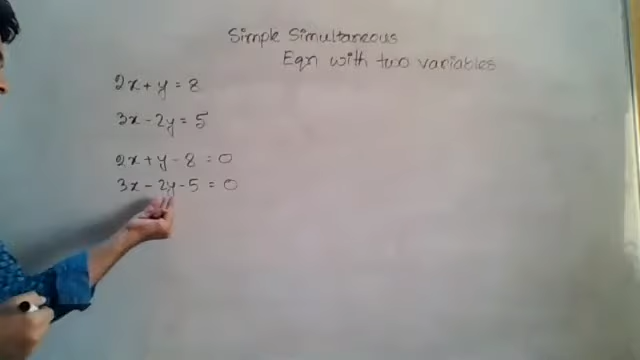 Simple Simultaneous
Eqn with two variables
2x + y = 8
3x - 2y = 5
2x + y - 8 = 0
3x - 2y - 5 = 0